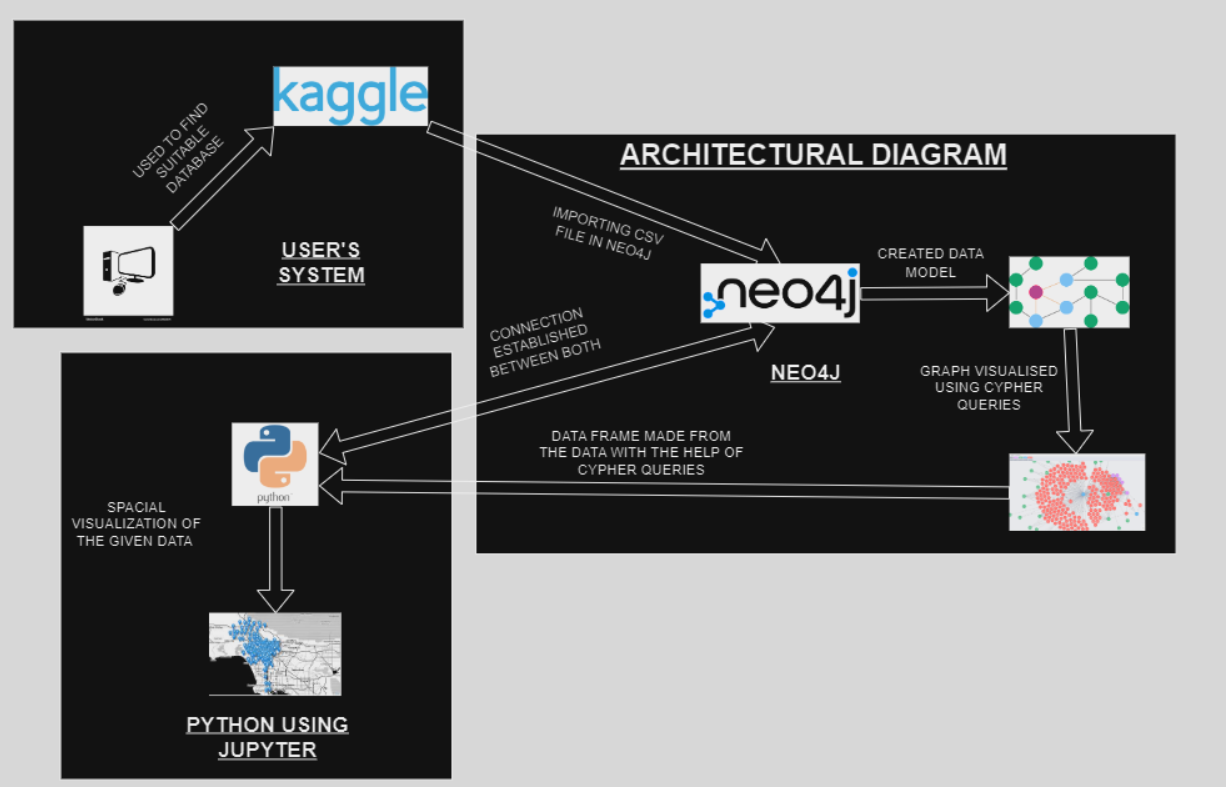 kaggle
USED TO FIND
SUITABLE
DATABASE
USER'S
SYSTEM
ARCHITECTURAL DIAGRAM
IMPORTING CSV
FILE IN NEO4J
neo4j
CREATED DATA
MODEL
NEO4J
CONNECTION
ESTABLISHED
BETWEEN BOTH
GRAPH VISUALISED
USING CYPHER
QUERIES
DATA FRAME MADE FROM
THE DATA WITH THE HELP OF
CYPHER QUERIES
python
SPACIAL
VISUALIZATION OF
THE GIVEN DATA
PYTHON USING
JUPYTER